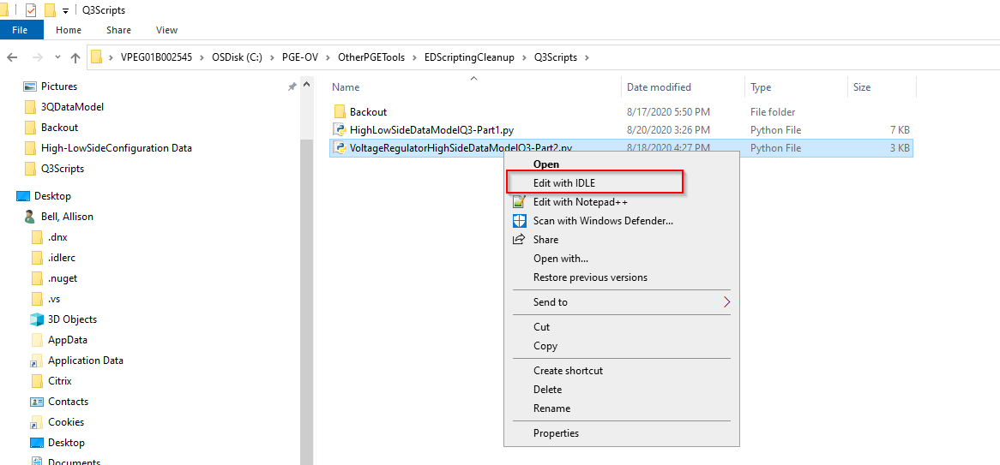 Q3Scripts
File Home Share View
VPEG01B002545 OSDisk (C:) PGE-OV OtherPGETools EDScriptingCleanup Q3Scripts
Pictures
3QDataModel
Backout
High-LowSideConfiguration Data
Q3Scripts
Desktop
Bell, Allison
.dnx
.idlerc
.nuget
.vs
3D Objects
AppData
Application Data
Citrix
Contacts
Cookies
Desktop
Documents
Name Date modified Type Size
Backout 8/17/2020 5:50 PM File folder
HighLowSideDataModelQ3-Part1.py 8/20/2020 3:26 PM Python File 7 KB
VoltageRegulatorHighSideDataModelQ3-Part2.py 8/18/2020 4:27 PM Python File 3 KB
Open
Edit with IDLE
Edit with Notepad++
Scan with Windows Defender...
Share
Open with...
Restore previous versions
Send to
Cut
Copy
Create shortcut
Delete
Rename
Properties